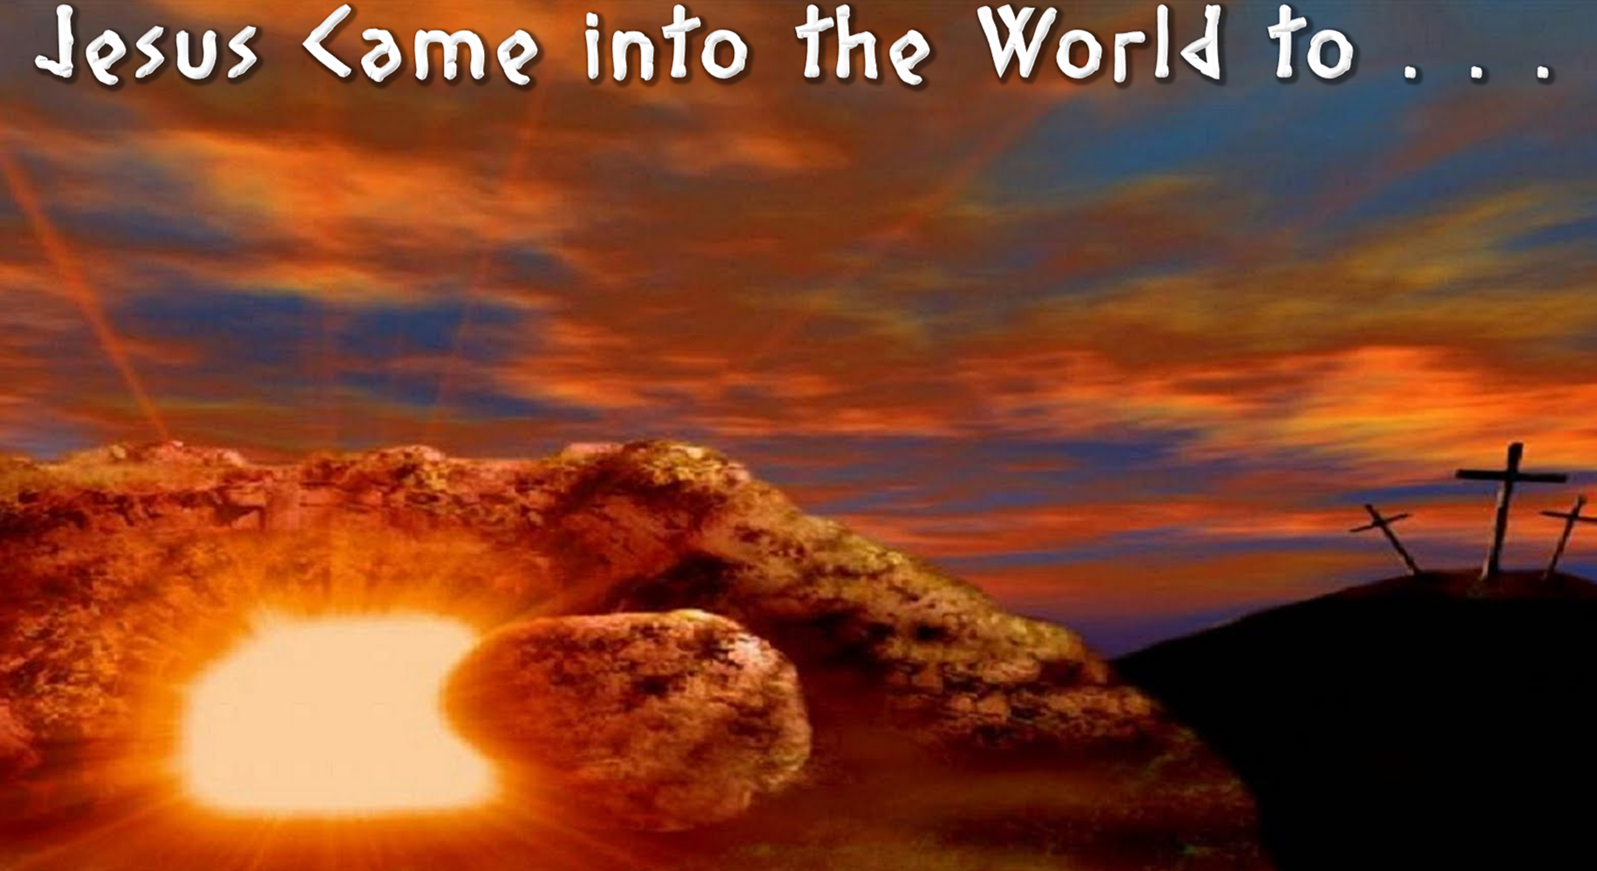 Jesus Came into the World to . . .